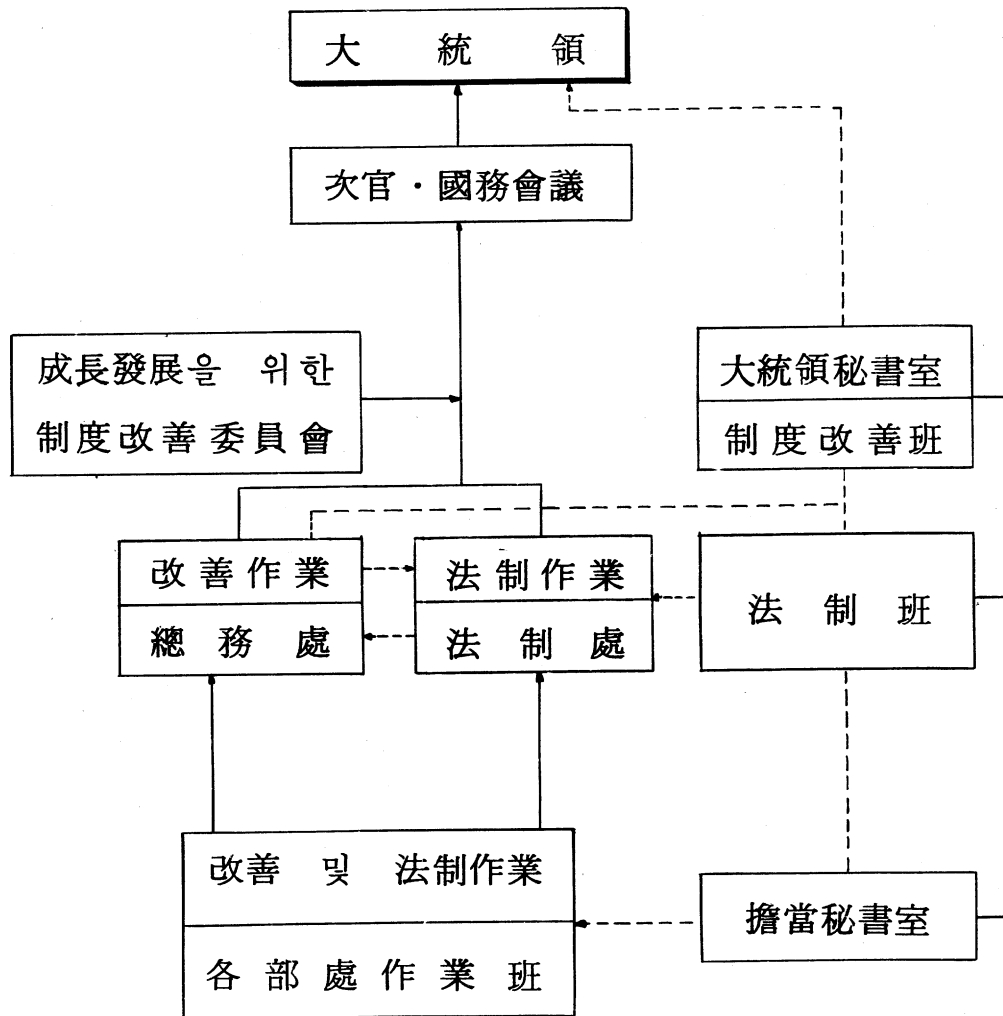 大統領
次官·國務會議
成長發展을 위한
制度改善委員會
大統領秘書室
制度改善班
改善作業
總務處
法制作業
法制處
法制班
改善 및 法制作業
各部處作業班
擔當秘書室